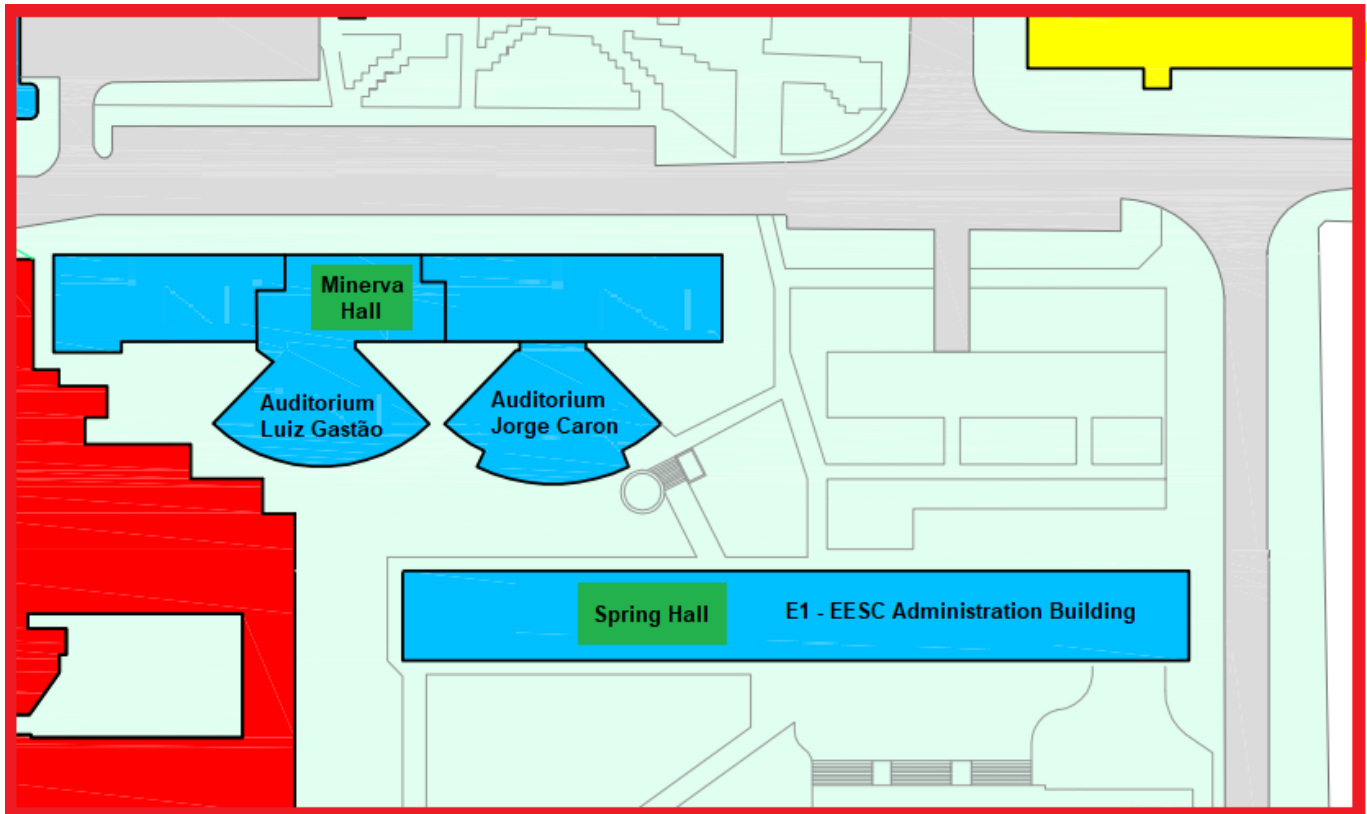 Minerva
Hall
Auditorium
Luiz Gastão
Auditorium
Jorge Caron
Spring Hall
E1 - EESC Administration Building